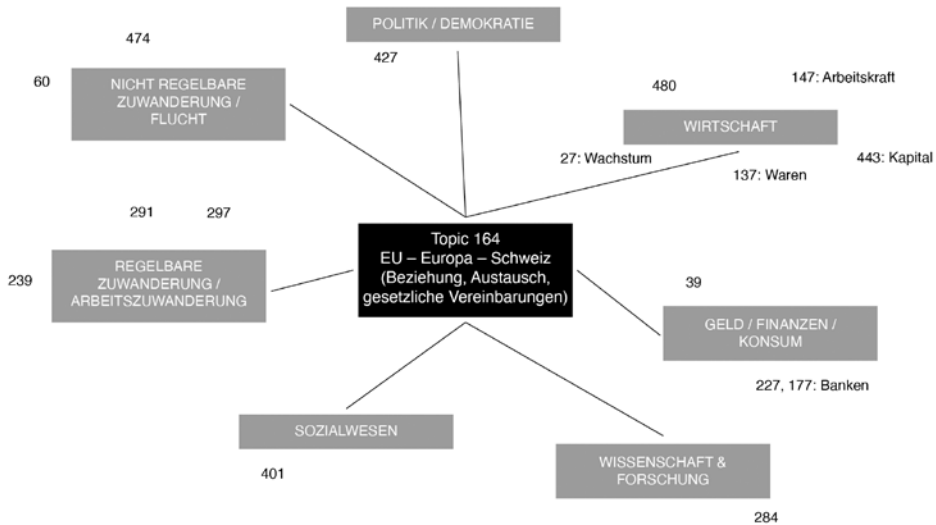 POLITIK / DEMOKRATIE
474
427
60
NICHT REGELBARE
ZUWANDERUNG /
FLUCHT
480
147: Arbeitskraft
WIRTSCHAFT
27: Wachstum
443: Kapital
137: Waren
291
297
239
REGELBARE
ZUWANDERUNG /
ARBEITSZUWANDERUNG
Topic 164
EU – Europa – Schweiz
(Beziehung, Austausch,
gesetzliche Vereinbarungen)
39
GELD / FINANZEN /
KONSUM
227, 177: Banken
SOZIALWESEN
401
WISSENSCHAFT &
FORSCHUNG
284